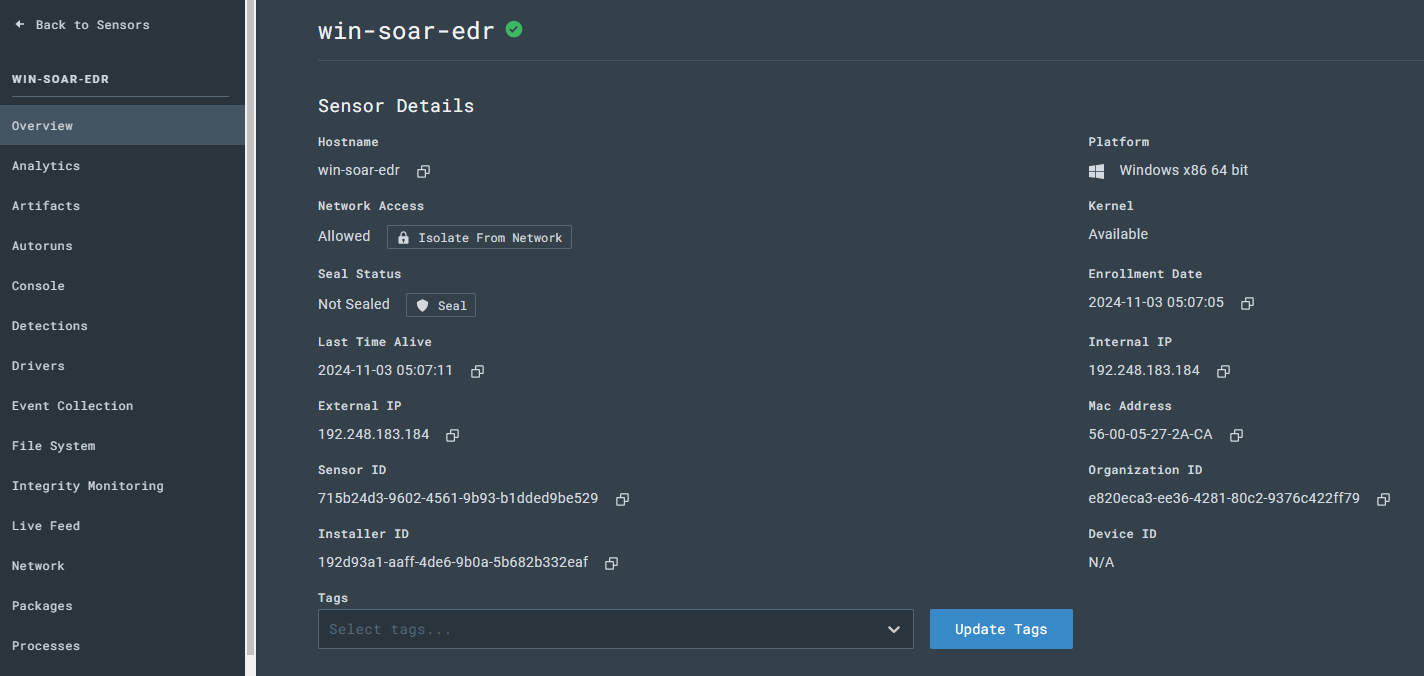 Back to Sensors
WIN-SOAR-EDR
Overview
Analytics
Artifacts
Autoruns
Console
Detections
Drivers
Event Collection
File System
Integrity Monitoring
Live Feed
Network
Packages
Processes
win-soar-edr
Sensor Details
Hostname
win-soar-edr
Network Access
Allowed Isolate From Network
Seal Status
Not Sealed Seal
Last Time Alive
2024-11-03 05:07:11
External IP
192.248.183.184
Sensor ID
715b24d3-9602-4561-9b93-b1dded9be529
Installer ID
192d93a1-aaff-4de6-9b0a-5b682b332eaf
Tags
Select tags...
Update Tags
Platform
Windows x86 64 bit
Kernel
Available
Enrollment Date
2024-11-03 05:07:05
Internal IP
192.248.183.184
Mac Address
56-00-05-27-2A-CA
Organization ID
e820eca3-ee36-4281-80c2-9376c422ff79
Device ID
N/A